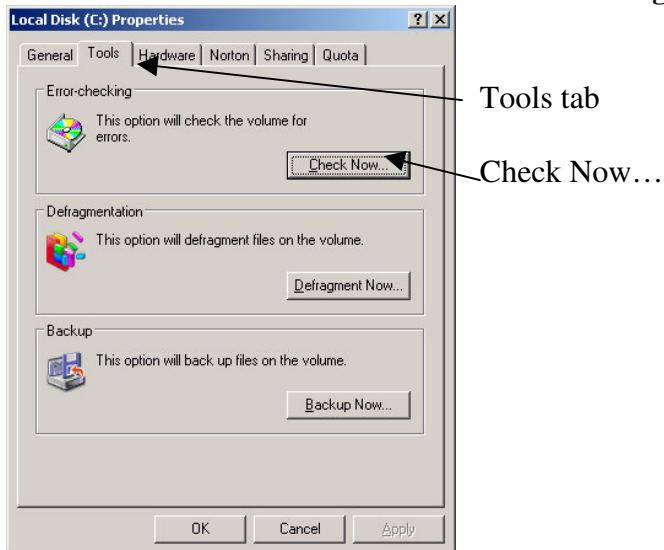 g
Local Disk (C:) Properties
General Tools Hardware Norton Sharing Quota
Error-checking
This option will check the volume for
errors.
Check Now...
Defragmentation
This option will defragment files on the volume.
Defragment Now...
Backup
This option will back up files on the volume.
Backup Now...
OK Cancel Apply
Tools tab
Check Now…